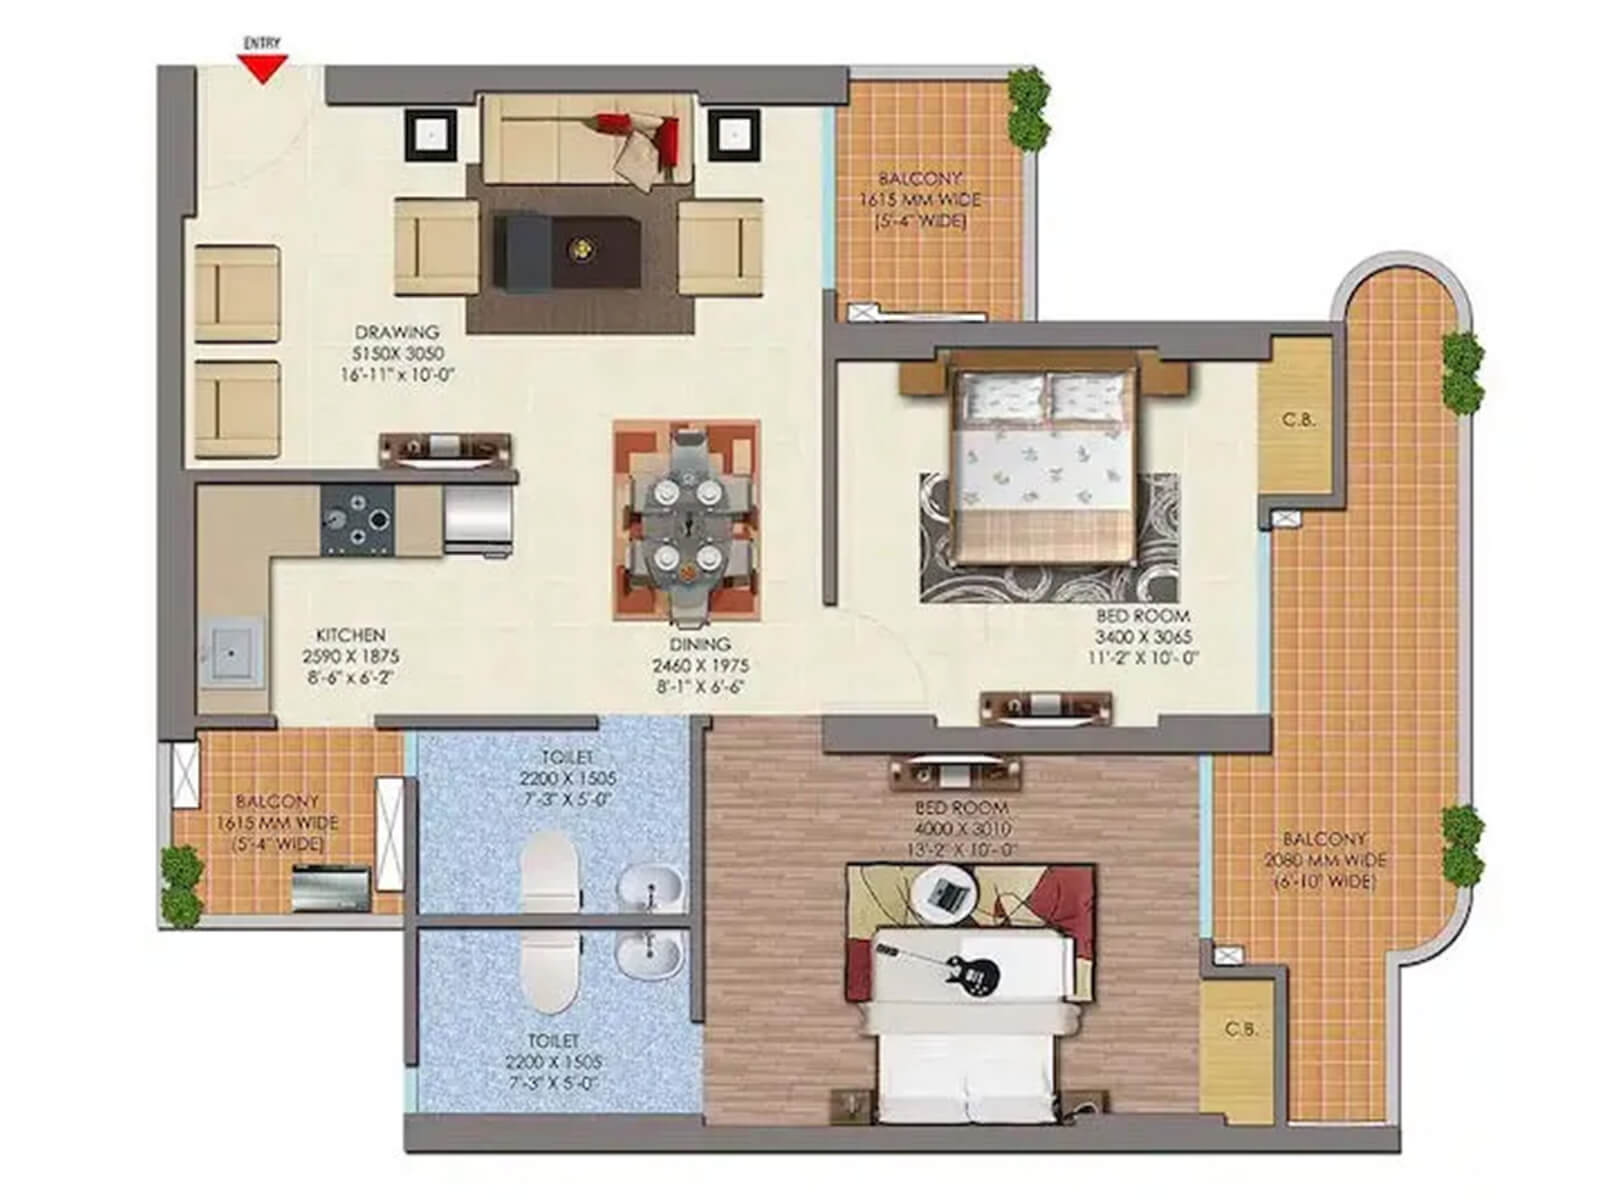 ENTRY
BALCONY
1615 MM WIDE
(5'-4" WIDE)
DRAWING
5150X 3050
16'-11" x 10'-0"
C.B.
BED ROOM
3400 X 3065
11'-2" X 10'- 0"
KITCHEN
2590 X 1875
8'-6" x 6'-2"
DINING
2460 X 1975
8'-1" X 6'-6"
TOILET
2200 X 1505
7'-3" X 5'-0"
BALCONY
1615 MM WIDE
(5'-4" WIDE)
BED ROOM
4000 X 3010
13'-2" X 10'-0"
BALCONY
2080 MM WIDE
(6'-10" WIDE)
C.B.
TOILET
2200 X 1505
7'-3" X 5'-0"